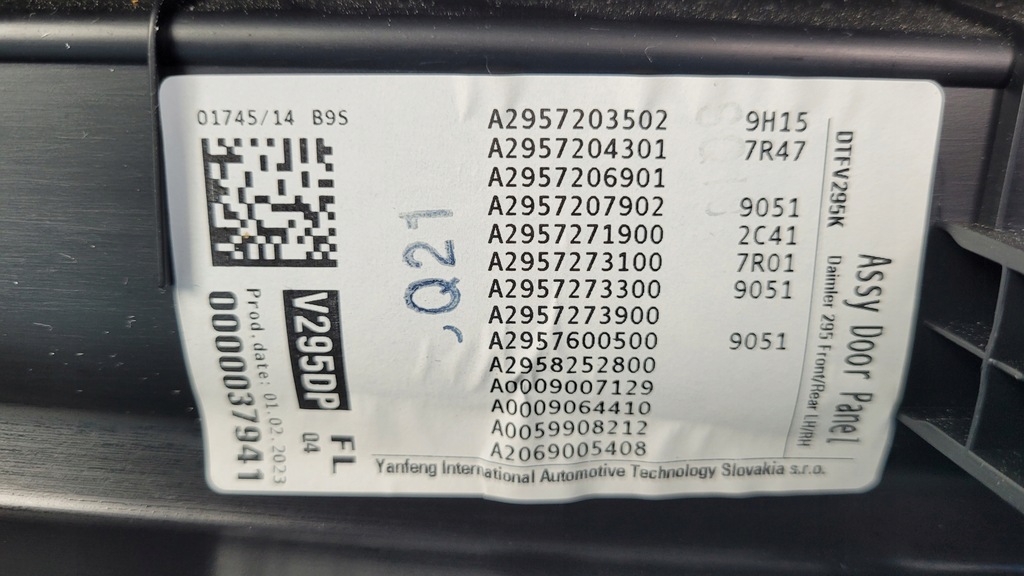 01745/14 B9S
A2957203502 9H15
A2957204301 7R47
A2957206901
A2957207902 9051
A2957271900 2C41
A2957273100 7R01
A2957273300 9051
A2957273900
A2957600500 9051
A2958252800
A0009007129
A0009064410
A0059908212
A2069005408
Yanfeng International Automotive Technology Slovakia s.r.o.
Q21
V295DP FL
04
Prod.date: 01.02.2023
0000037941
Assy Door Panel
DTFV295K
Daimler 295 Front/Rear LH/RH